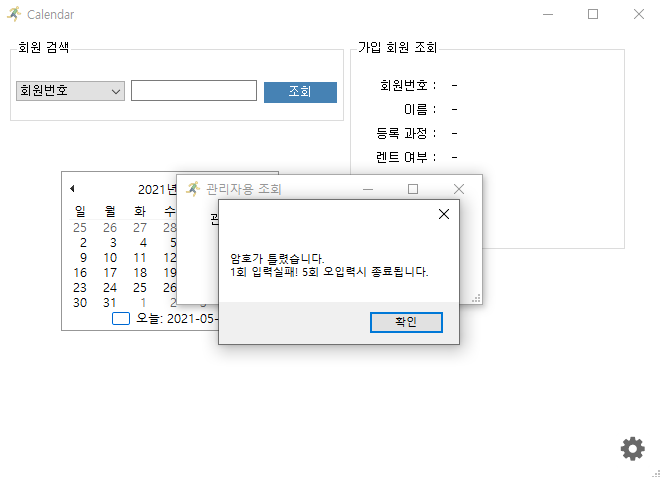 Calendar
회원 검색
회원번호
조회
가입 회원 조회
회원번호 : -
이름 : -
등록 과정 : -
렌트 여부 : -
2021년
일 월 화 수
25 26 27 28
2 3 4 5
9 10 11 12
16 17 18 19
23 24 25 26
30 31 1 2 3
오늘: 2021-05-
관리자용 조회
암호가 틀렸습니다.
1회 입력실패! 5회 오입력시 종료됩니다.
확인